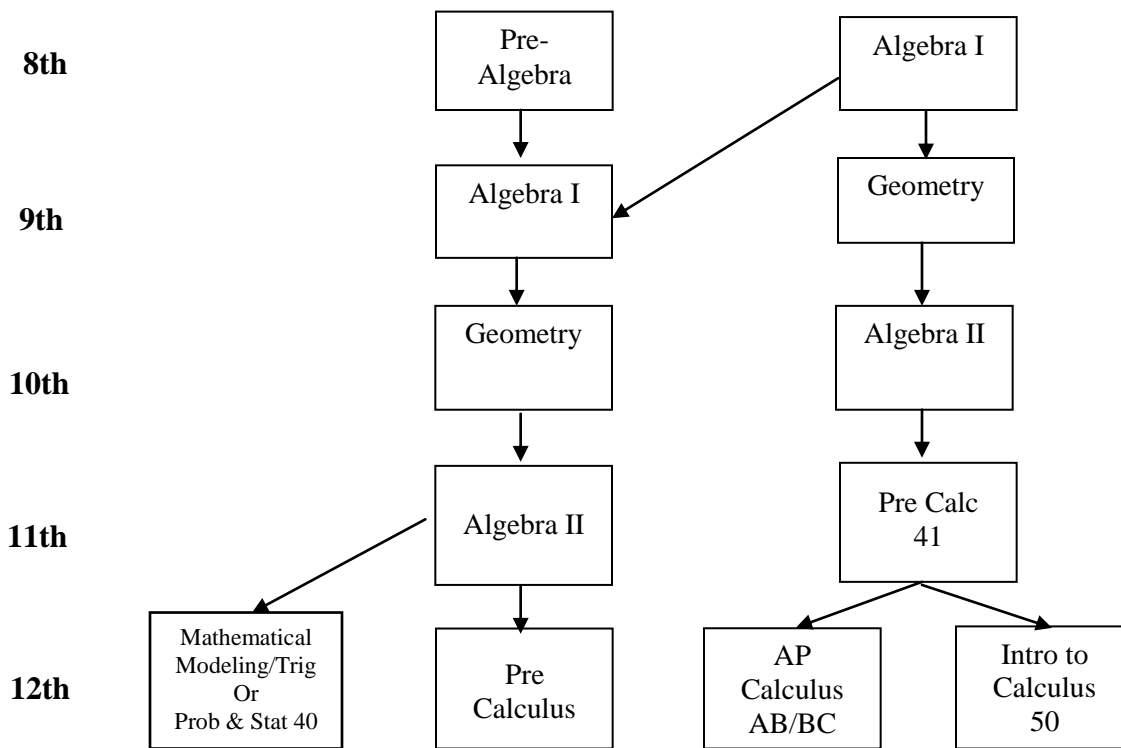 8th
Pre-
Algebra
Algebra I
9th
Algebra I
Geometry
10th
Geometry
Algebra II
11th
Algebra II
Pre Calc
41
12th
Mathematical
Modeling/Trig
Or
Prob & Stat 40
Pre
Calculus
AP
Calculus
AB/BC
Intro to
Calculus
50